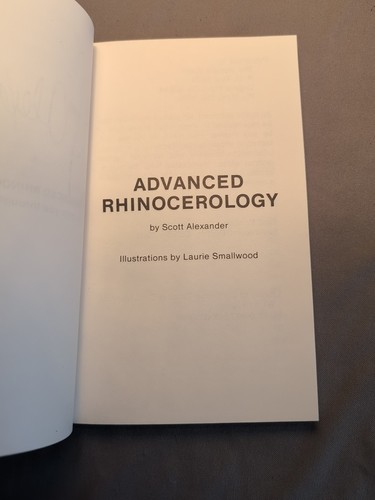 ADVANCED
RHINOCEROLOGY
by Scott Alexander
Illustrations by Laurie Smallwood